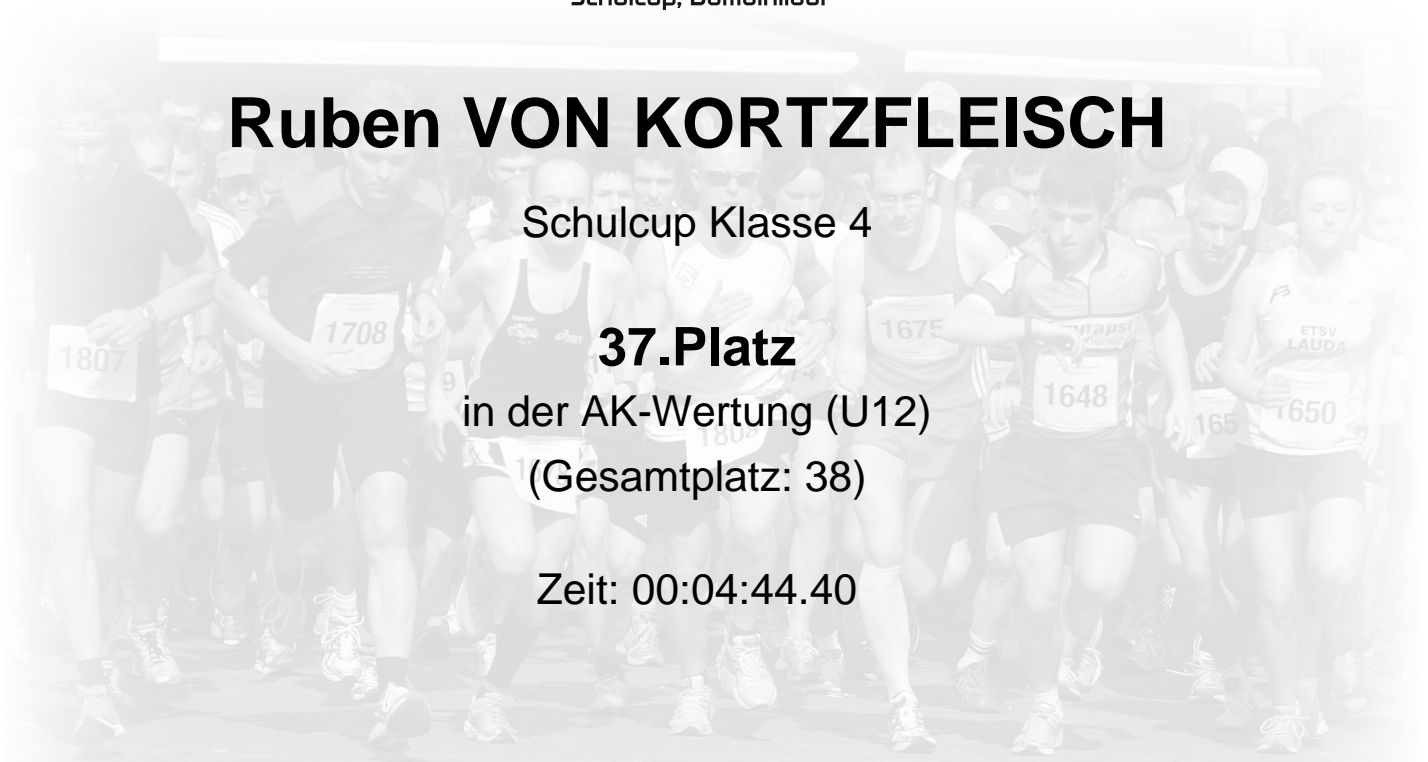 Ruben VON KORTZFLEISCH
Schulcup Klasse 4
37.Platz
in der AK-Wertung (U12)
(Gesamtplatz: 38)
Zeit: 00:04:44.40
1807
1708
1675
1648
1650
165
ETSV
LAUDA